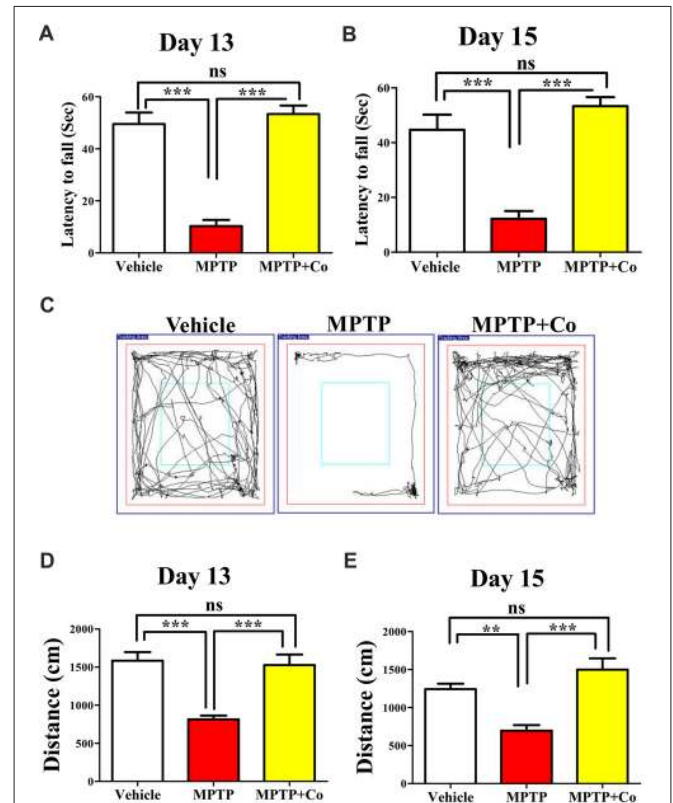 A
Day 13
ns
*** ***
Latency to fall (Sec)
60
40
20
0
Vehicle MPTP MPTP+Co
B
Day 15
ns
*** ***
Latency to fall (Sec)
60
40
20
0
Vehicle MPTP MPTP+Co
C
Vehicle MPTP MPTP+Co
D
Day 13
ns
*** ***
Distance (cm)
2000
1500
1000
500
0
Vehicle MPTP MPTP+Co
E
Day 15
ns
** ***
Distance (cm)
2000
1500
1000
500
0
Vehicle MPTP MPTP+Co